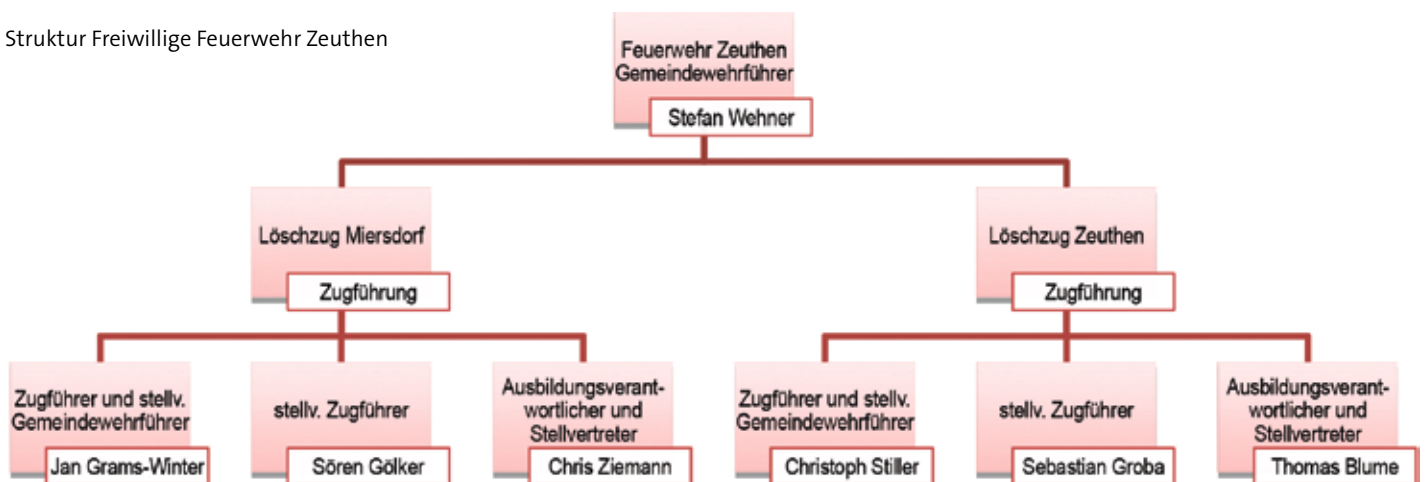 Struktur Freiwillige Feuerwehr Zeuthen
Feuerwehr Zeuthen
Gemeindewehrführer
Stefan Wehner
Löschzug Miersdorf
Zugführung
Löschzug Zeuthen
Zugführung
Zugführer und stellv.
Gemeindewehrführer
Jan Grams-Winter
stellv. Zugführer
Sören Gölker
Ausbildungsverant-
wortlicher und
Stellvertreter
Chris Ziemann
Zugführer und stellv.
Gemeindewehrführer
Christoph Stiller
stellv. Zugführer
Sebastian Groba
Ausbildungsverant-
wortlicher und
Stellvertreter
Thomas Blume